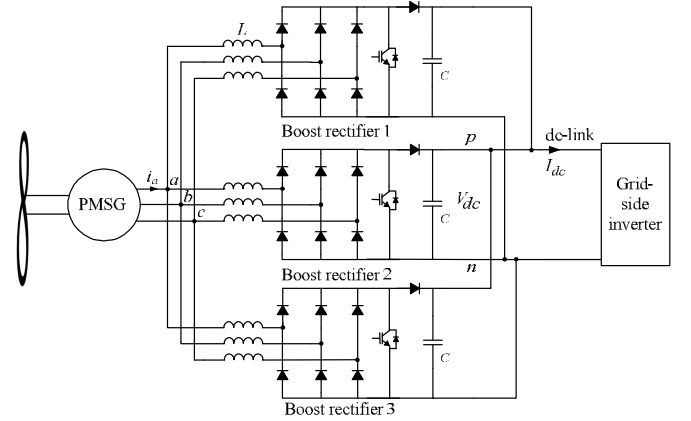 L
C
Boost rectifier 1
p
dc-link
i_a
a
I_dc
PMSG
b
V_dc
Grid-
side
inverter
c
C
n
Boost rectifier 2
C
Boost rectifier 3